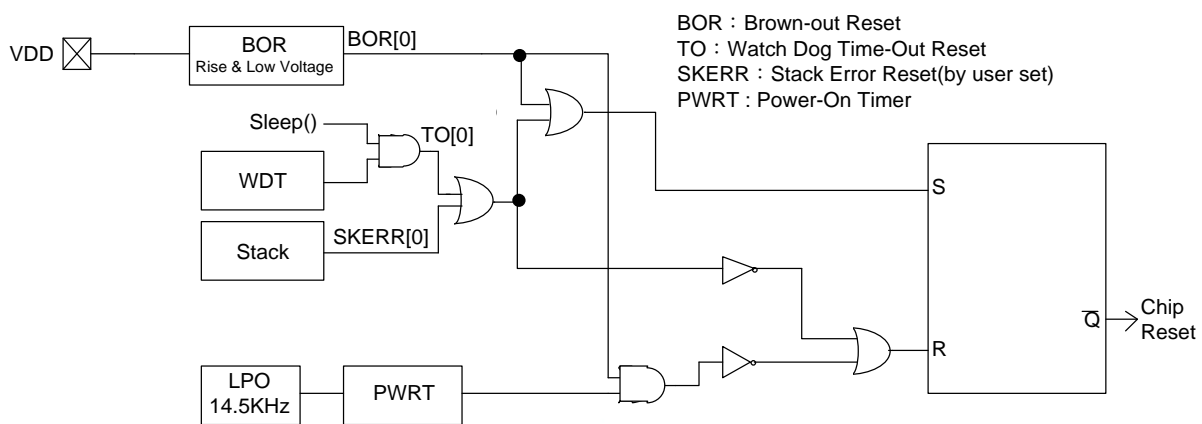 BOR：Brown-out Reset
TO：Watch Dog Time-Out Reset
SKERR：Stack Error Reset(by user set)
PWRT : Power-On Timer
VDD
BOR
Rise & Low Voltage
BOR[0]
Sleep()
TO[0]
WDT
Stack
SKERR[0]
LPO
14.5KHz
PWRT
S
R
Q̅
Chip
Reset